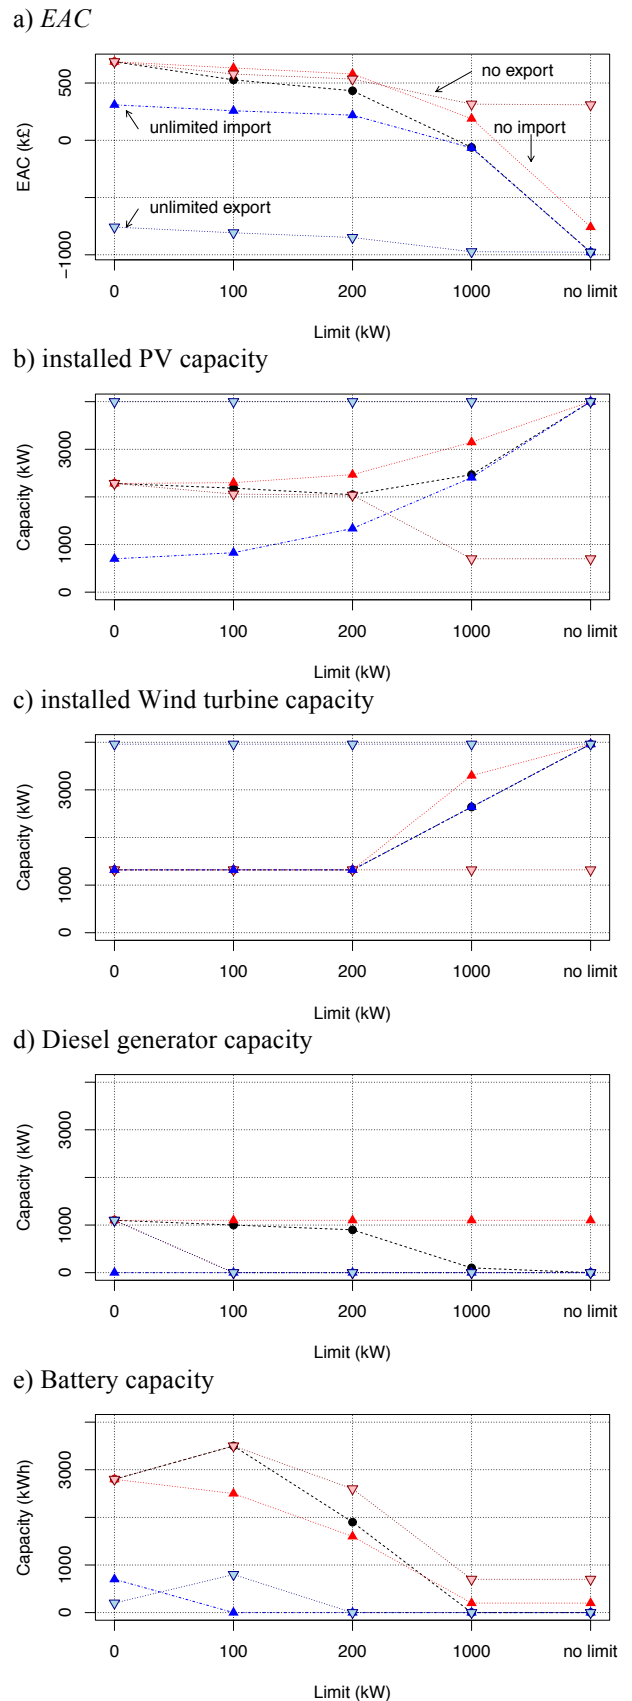 a) EAC
EAC (k£)
500
0
−1000
no export
unlimited import
no import
unlimited export
0 100 200 1000 no limit
Limit (kW)
b) installed PV capacity
Capacity (kW)
3000
1000
0
0 100 200 1000 no limit
Limit (kW)
c) installed Wind turbine capacity
Capacity (kW)
3000
1000
0
0 100 200 1000 no limit
Limit (kW)
d) Diesel generator capacity
Capacity (kW)
3000
1000
0
0 100 200 1000 no limit
Limit (kW)
e) Battery capacity
Capacity (kWh)
3000
1000
0
0 100 200 1000 no limit
Limit (kW)